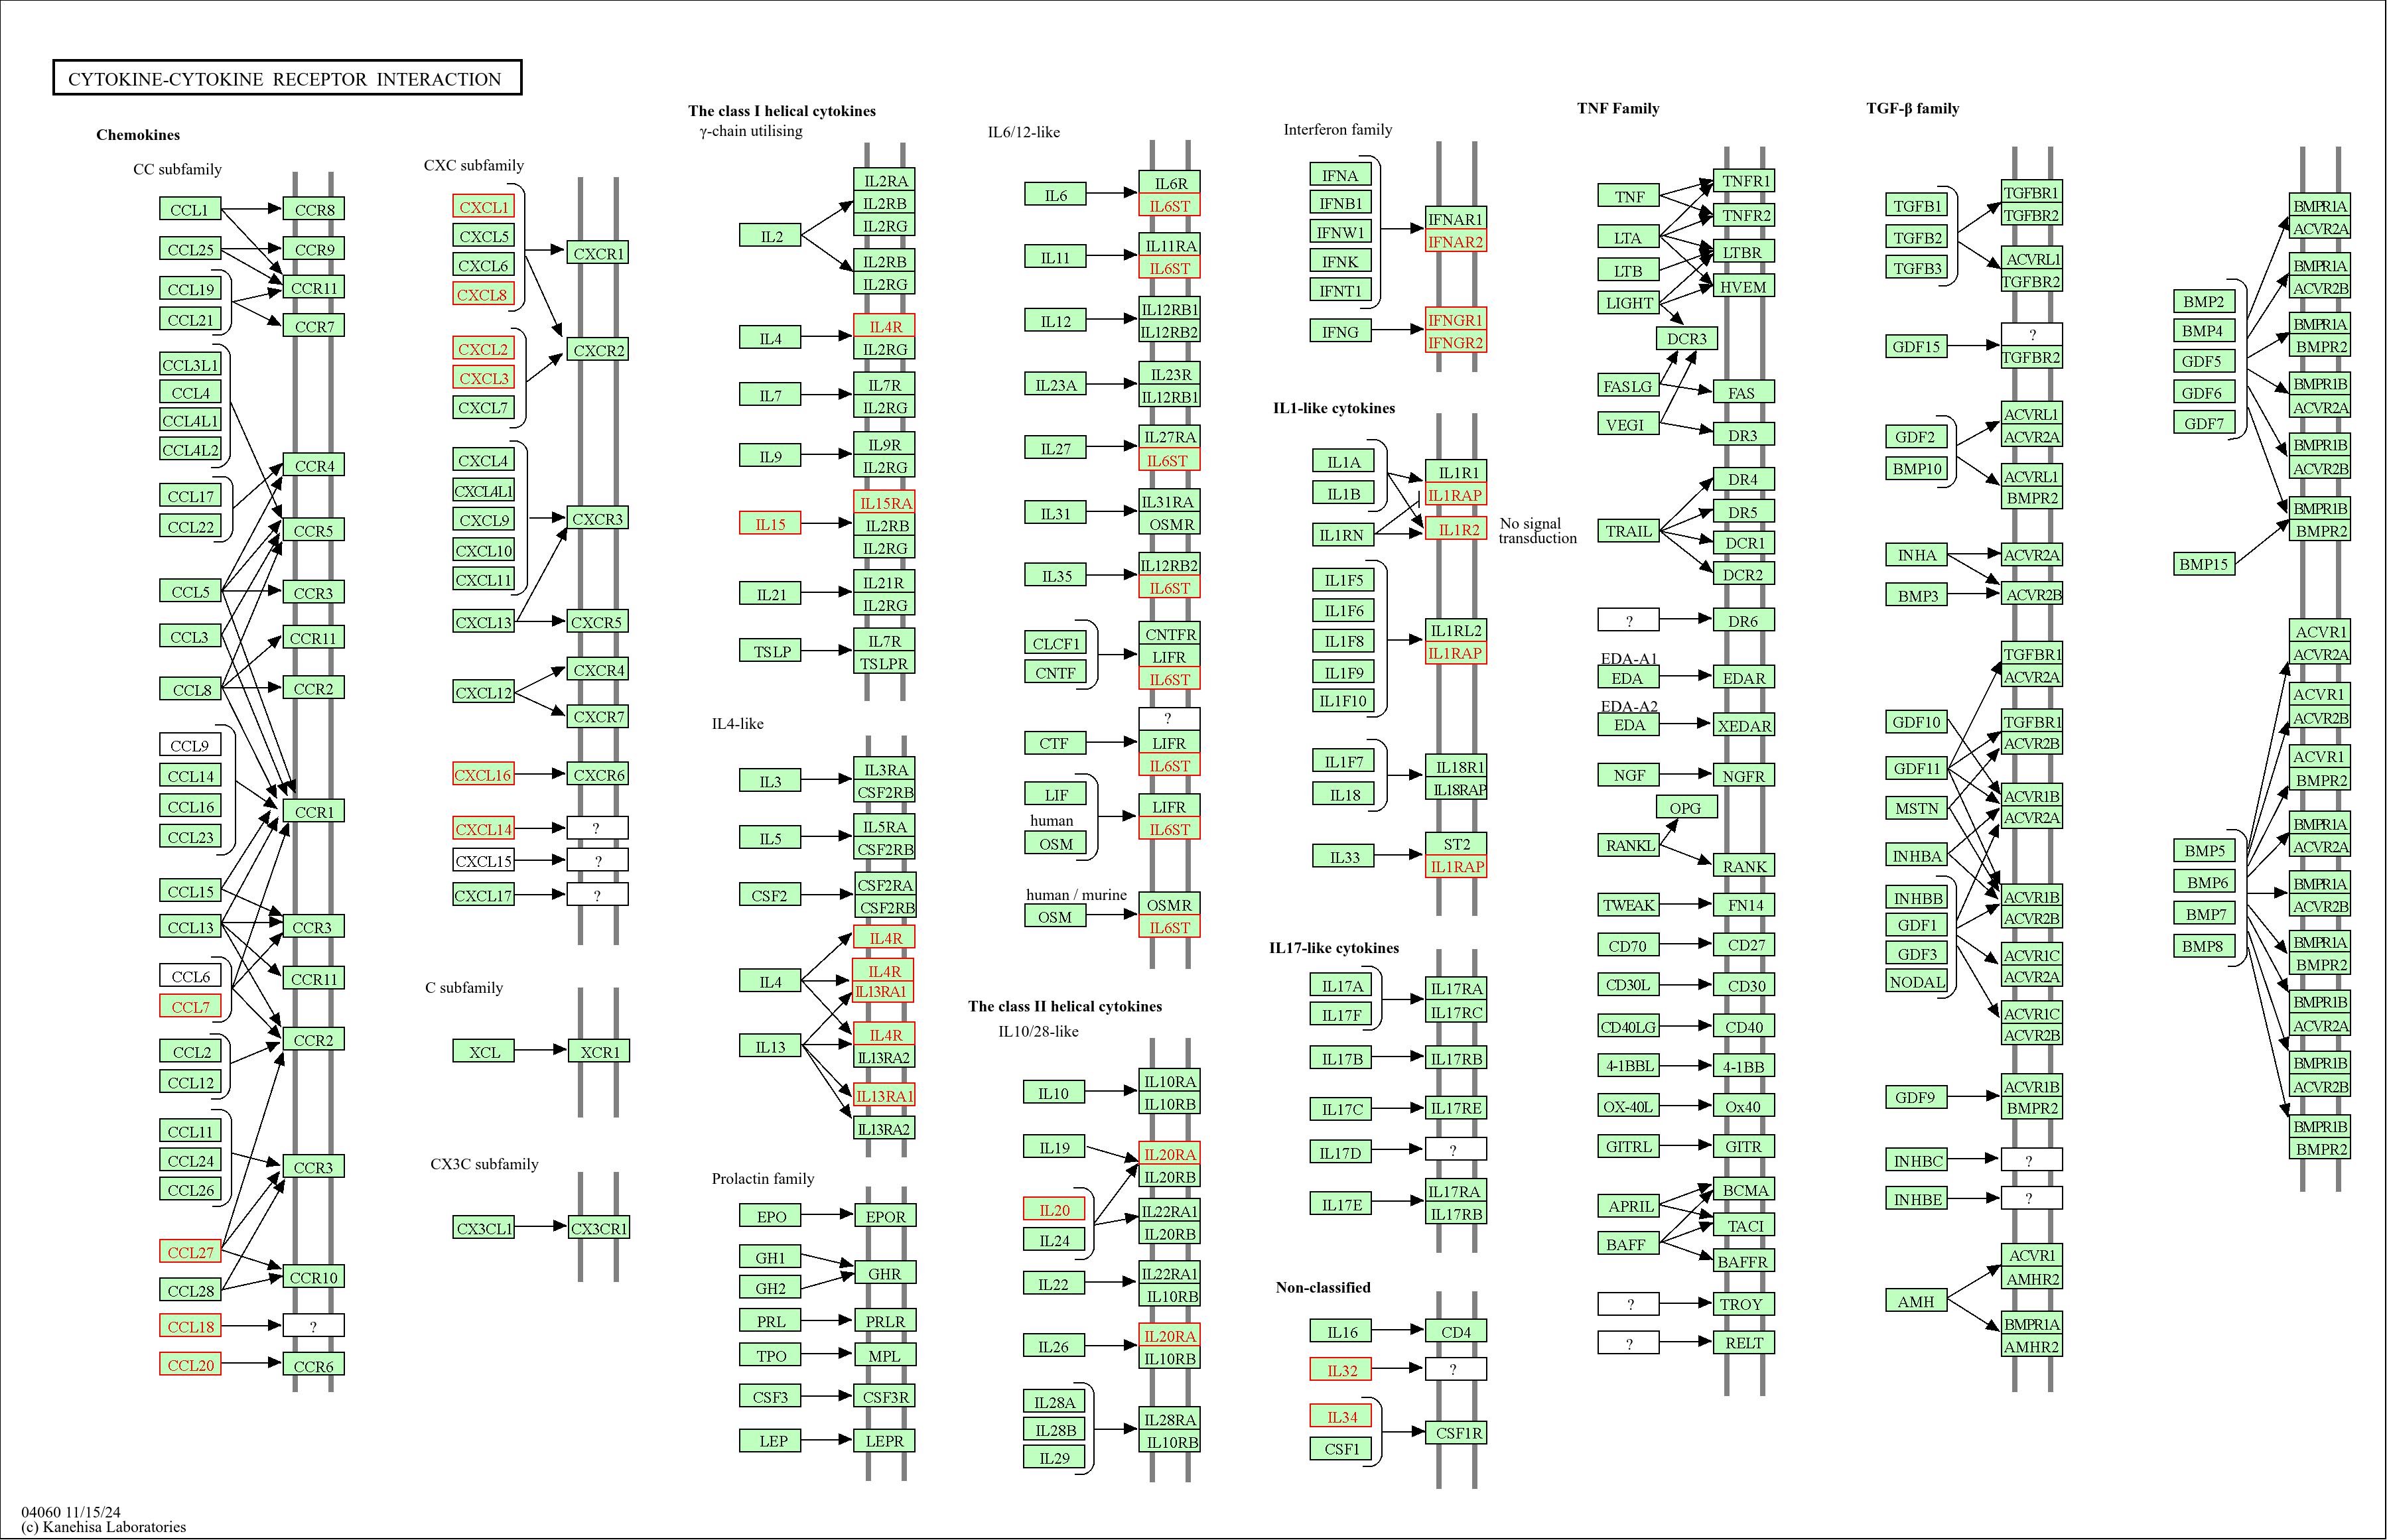 CYTOKINE-CYTOKINE RECEPTOR INTERACTION
Chemokines
CC subfamily
CCL1
CCR8
CCL25
CCR9
CCL19
CCR11
CCL21
CCR7
CCL3L1
CCL4
CCL4L1
CCL4L2
CCR4
CCL17
CCL22
CCR5
CCL5
CCR3
CCL3
CCR11
CCL8
CCR2
CCL9
CCL14
CCL16
CCR1
CCL23
CCL15
CCL13
CCR3
CCL6
CCR11
CCL7
CCR2
CCL2
CCL12
CCL11
CCL24
CCR3
CCL26
CCL27
CCR10
CCL28
CCL18
?
CCL20
CCR6
CXC subfamily
CXCL1
CXCL5
CXCR1
CXCL6
CXCL8
CXCL2
CXCR2
CXCL3
CXCL7
CXCL4
CXCL4L1
CXCL9
CXCR3
CXCL10
CXCL11
CXCL13
CXCR5
CXCR4
CXCL12
CXCR7
CXCL16
CXCR6
CXCL14
?
CXCL15
?
CXCL17
?
C subfamily
XCL
XCR1
CX3C subfamily
CX3CL1
CX3CR1
The class I helical cytokines
γ-chain utilising
IL2
IL2RA
IL2RB
IL2RG
IL2RB
IL2RG
IL4
IL4R
IL2RG
IL7
IL7R
IL2RG
IL9
IL9R
IL2RG
IL15
IL15RA
IL2RB
IL2RG
IL21
IL21R
IL2RG
TSLP
IL7R
TSLPR
IL4-like
IL3
IL3RA
CSF2RB
IL5
IL5RA
CSF2RB
CSF2
CSF2RA
CSF2RB
IL4R
IL4
IL4R
IL13RA1
IL13
IL4R
IL13RA2
IL13RA1
IL13RA2
Prolactin family
EPO
EPOR
GH1
GHR
GH2
PRL
PRLR
TPO
MPL
CSF3
CSF3R
LEP
LEPR
IL6/12-like
IL6
IL6R
IL6ST
IL11
IL11RA
IL6ST
IL12
IL12RB1
IL12RB2
IL23A
IL23R
IL12RB1
IL27
IL27RA
IL6ST
IL31
IL31RA
OSMR
IL35
IL12RB2
IL6ST
CLCF1
CNTF
CNTFR
LIFR
IL6ST
CTF
?
LIFR
IL6ST
LIF
human
OSM
LIFR
IL6ST
human / murine
OSM
OSMR
IL6ST
The class II helical cytokines
IL10/28-like
IL10
IL10RA
IL10RB
IL19
IL20RA
IL20RB
IL20
IL24
IL22RA1
IL20RB
IL22
IL22RA1
IL10RB
IL26
IL20RA
IL10RB
IL28A
IL28B
IL29
IL28RA
IL10RB
Interferon family
IFNA
IFNB1
IFNW1
IFNK
IFNT1
IFNAR1
IFNAR2
IFNG
IFNGR1
IFNGR2
IL1-like cytokines
IL1A
IL1B
IL1RN
IL1R1
IL1RAP
IL1R2
No signal
transduction
IL1F5
IL1F6
IL1F8
IL1F9
IL1F10
IL1RL2
IL1RAP
IL1F7
IL18
IL18R1
IL18RAP
IL33
ST2
IL1RAP
IL17-like cytokines
IL17A
IL17F
IL17RA
IL17RC
IL17B
IL17RB
IL17C
IL17RE
IL17D
?
IL17E
IL17RA
IL17RB
Non-classified
IL16
CD4
IL32
?
IL34
CSF1
CSF1R
TNF Family
TNF
TNFR1
TNFR2
LTA
LTBR
LTB
HVEM
LIGHT
DCR3
FASLG
FAS
VEGI
DR3
DR4
DR5
TRAIL
DCR1
DCR2
?
DR6
EDA-A1
EDA
EDAR
EDA-A2
EDA
XEDAR
NGF
NGFR
OPG
RANKL
RANK
TWEAK
FN14
CD70
CD27
CD30L
CD30
CD40LG
CD40
4-1BBL
4-1BB
OX-40L
Ox40
GITRL
GITR
APRIL
BCMA
TACI
BAFF
BAFFR
?
TROY
?
RELT
TGF-β family
TGFB1
TGFB2
TGFB3
TGFBR1
TGFBR2
ACVRL1
TGFBR2
GDF15
?
TGFBR2
GDF2
BMP10
ACVRL1
ACVR2A
ACVRL1
BMPR2
INHA
ACVR2A
BMP3
ACVR2B
TGFBR1
ACVR2A
GDF10
TGFBR1
ACVR2B
GDF11
MSTN
ACVR1B
ACVR2A
INHBA
INHBB
GDF1
GDF3
NODAL
ACVR1B
ACVR2B
ACVR1C
ACVR2A
ACVR1C
ACVR2B
GDF9
ACVR1B
BMPR2
INHBC
?
INHBE
?
AMH
ACVR1
AMHR2
BMPR1A
AMHR2
BMP2
BMP4
GDF5
GDF6
GDF7
BMP15
BMPR1A
ACVR2A
BMPR1A
ACVR2B
BMPR1A
BMPR2
BMPR1B
ACVR2A
BMPR1B
ACVR2B
BMPR1B
BMPR2
BMP5
BMP6
BMP7
BMP8
ACVR1
ACVR2A
ACVR1
ACVR2B
ACVR1
BMPR2
BMPR1A
ACVR2A
BMPR1A
ACVR2B
BMPR1A
BMPR2
BMPR1B
ACVR2A
BMPR1B
ACVR2B
BMPR1B
BMPR2
04060 11/15/24
(c) Kanehisa Laboratories